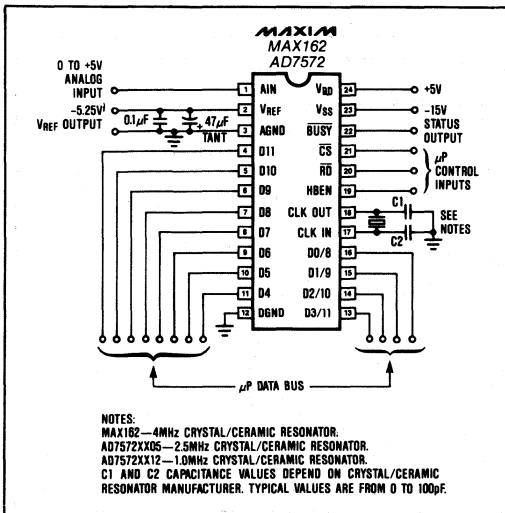 MAXIM
MAX162
AD7572
0 TO +5V
ANALOG
INPUT
-5.25V
VREF OUTPUT
0.1µF
+ 47µF
TANT
1 AIN
2 VREF
3 AGND
4 D11
5 D10
6 D9
7 D8
8 D7
9 D6
10 D5
11 D4
12 DGND
VBD 24
VSS 23
BUSY 22
CS 21
RD 20
HBEN 19
CLK OUT 18
CLK IN 17
D0/8 16
D1/9 15
D2/10 14
D3/11 13
+5V
-15V
STATUS
OUTPUT
µP
CONTROL
INPUTS
C1
C2
SEE
NOTES
µP DATA BUS
NOTES:
MAX162—4MHz CRYSTAL/CERAMIC RESONATOR.
AD7572XX05—2.5MHz CRYSTAL/CERAMIC RESONATOR.
AD7572XX12—1.0MHz CRYSTAL/CERAMIC RESONATOR.
C1 AND C2 CAPACITANCE VALUES DEPEND ON CRYSTAL/CERAMIC
RESONATOR MANUFACTURER. TYPICAL VALUES ARE FROM 0 TO 100pF.